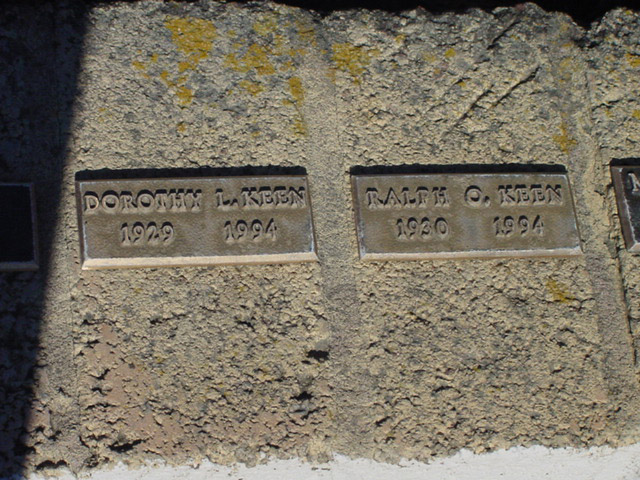 DOROTHY L. KEEN
1929 1994
RALPH O. KEEN
1930 1994